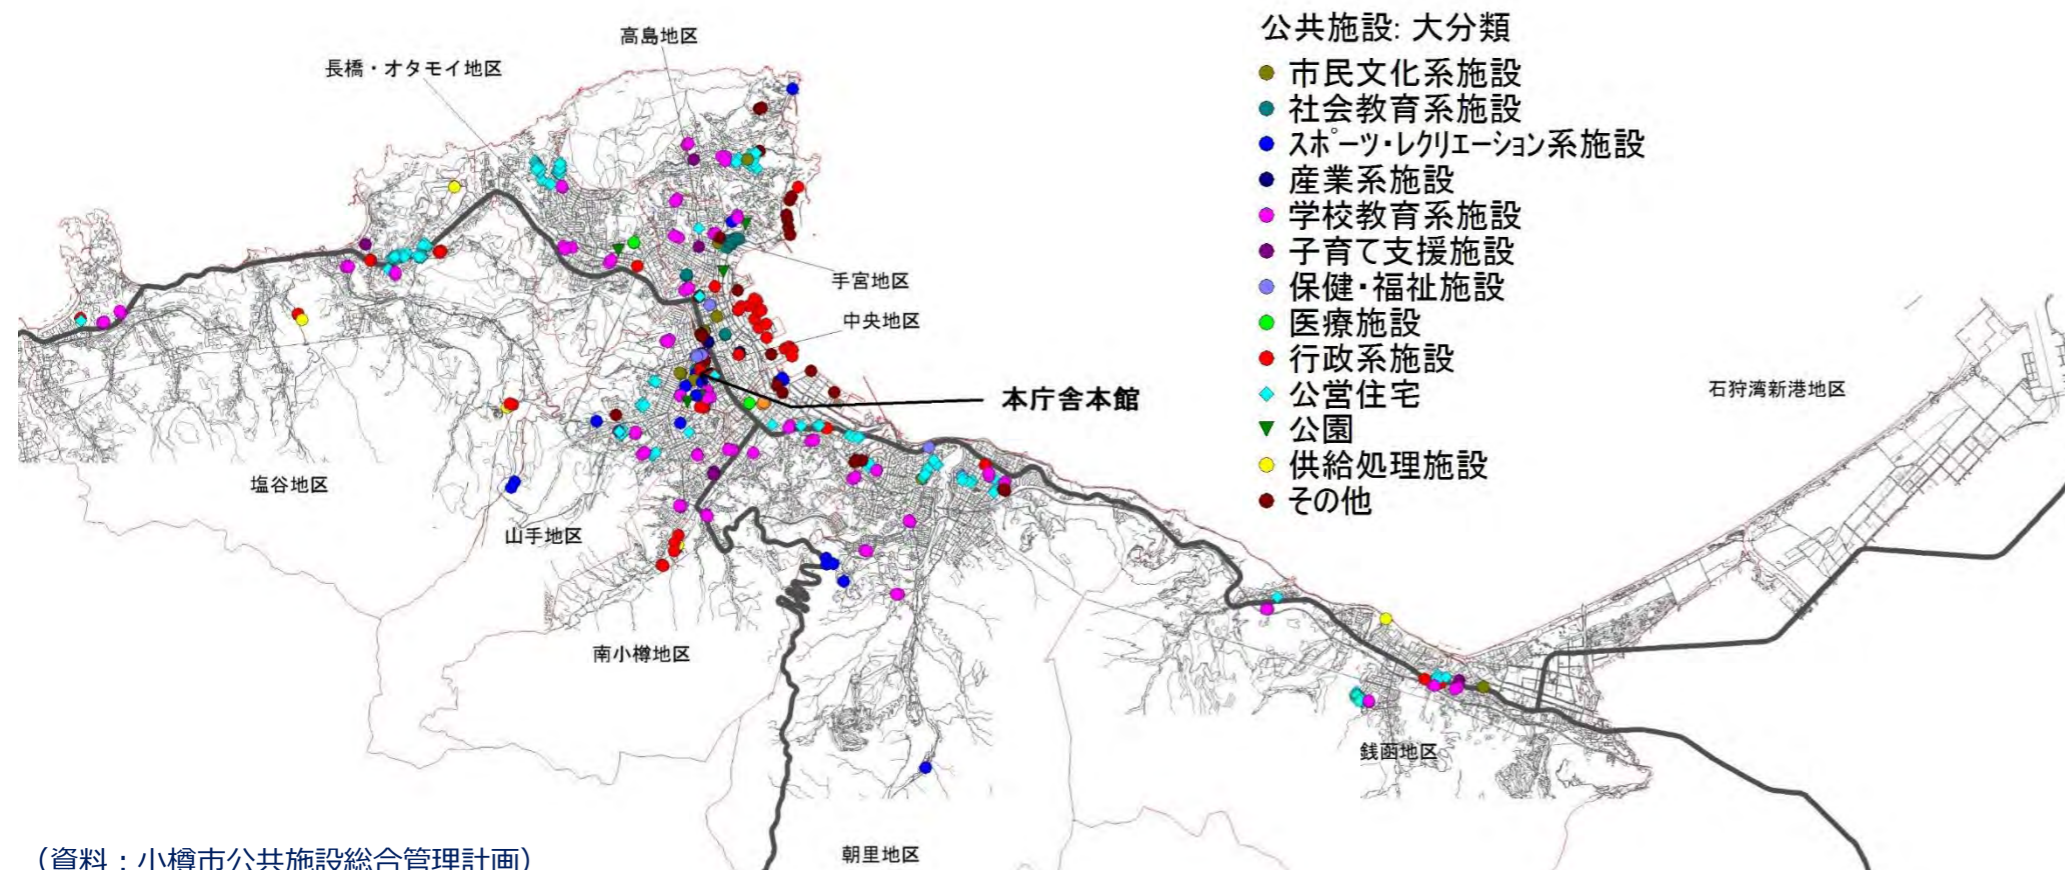 高島地区
長橋・オタモイ地区
手宮地区
中央地区
本庁舎本館
石狩湾新港地区
塩谷地区
山手地区
南小樽地区
銭函地区
朝里地区
公共施設: 大分類
市民文化系施設
社会教育系施設
スポーツ・レクリエーション系施設
産業系施設
学校教育系施設
子育て支援施設
保健・福祉施設
医療施設
行政系施設
公営住宅
公園
供給処理施設
その他
（資料：小樽市公共施設総合管理計画）